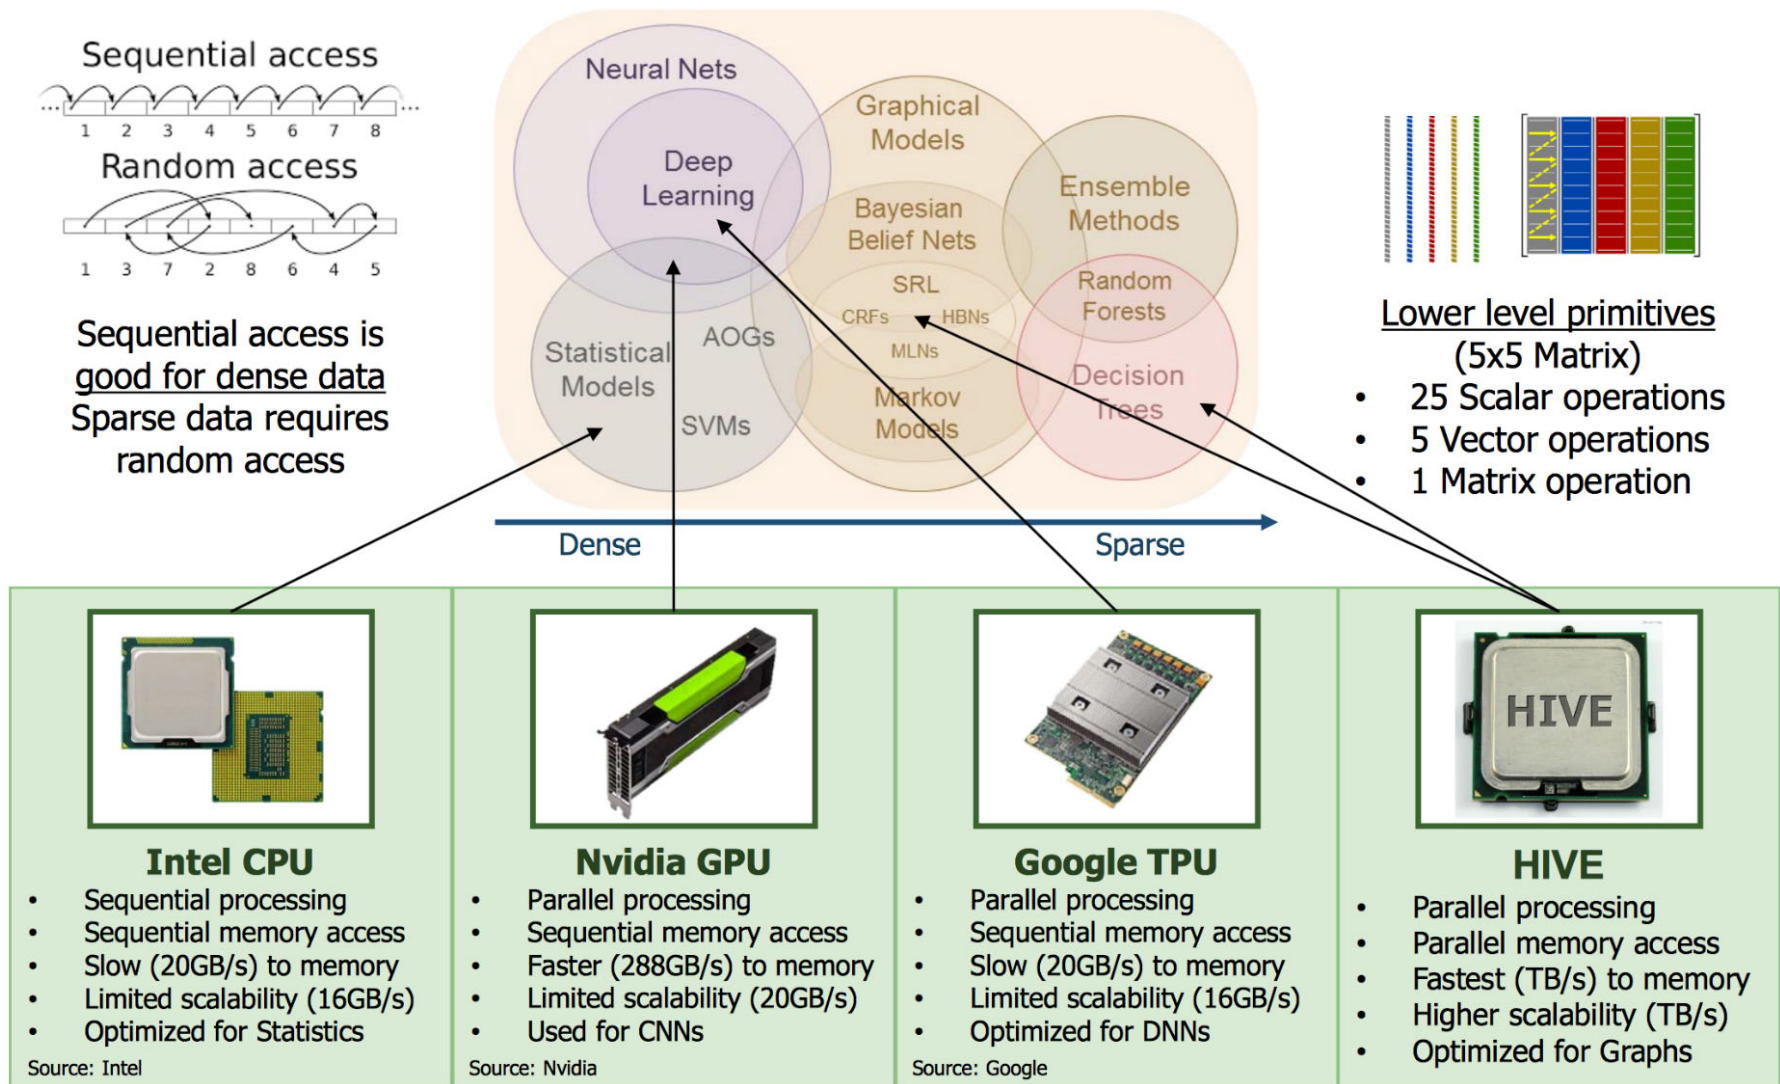 Sequential access
... ...
1 2 3 4 5 6 7 8
Random access
1 3 7 2 8 6 4 5
Sequential access is
good for dense data
Sparse data requires
random access
Neural Nets
Deep
Learning
Statistical
Models
AOGs
SVMs
Graphical
Models
Bayesian
Belief Nets
SRL
CRFs HBNs
MLNs
Markov
Models
Ensemble
Methods
Random
Forests
Decision
Trees
Dense Sparse
Lower level primitives
(5x5 Matrix)
• 25 Scalar operations
• 5 Vector operations
• 1 Matrix operation
Intel CPU
• Sequential processing
• Sequential memory access
• Slow (20GB/s) to memory
• Limited scalability (16GB/s)
• Optimized for Statistics
Source: Intel
Nvidia GPU
• Parallel processing
• Sequential memory access
• Faster (288GB/s) to memory
• Limited scalability (20GB/s)
• Used for CNNs
Source: Nvidia
Google TPU
• Parallel processing
• Sequential memory access
• Slow (20GB/s) to memory
• Limited scalability (16GB/s)
• Optimized for DNNs
Source: Google
HIVE
HIVE
• Parallel processing
• Parallel memory access
• Fastest (TB/s) to memory
• Higher scalability (TB/s)
• Optimized for Graphs